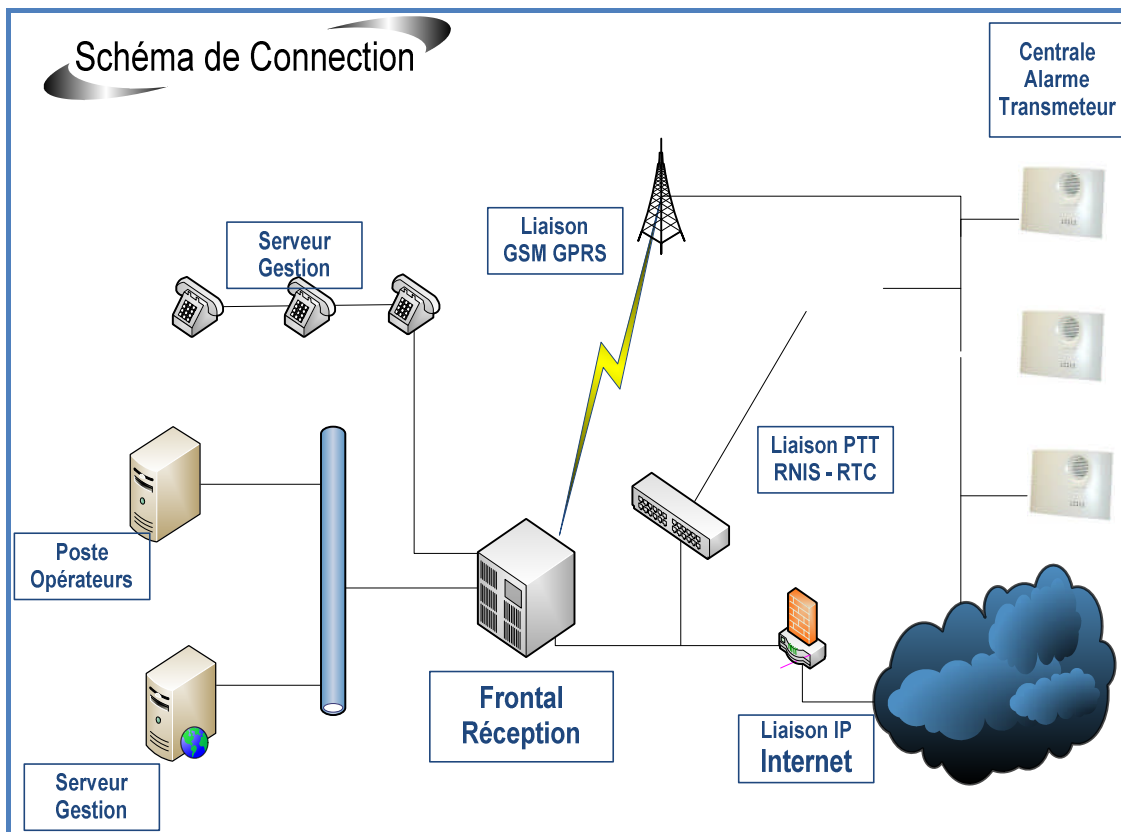 Schéma de Connection
Centrale
Alarme
Transmeteur
Liaison
GSM GPRS
Serveur
Gestion
Liaison PTT
RNIS - RTC
Poste
Opérateurs
Frontal
Réception
Liaison IP
Internet
Serveur
Gestion